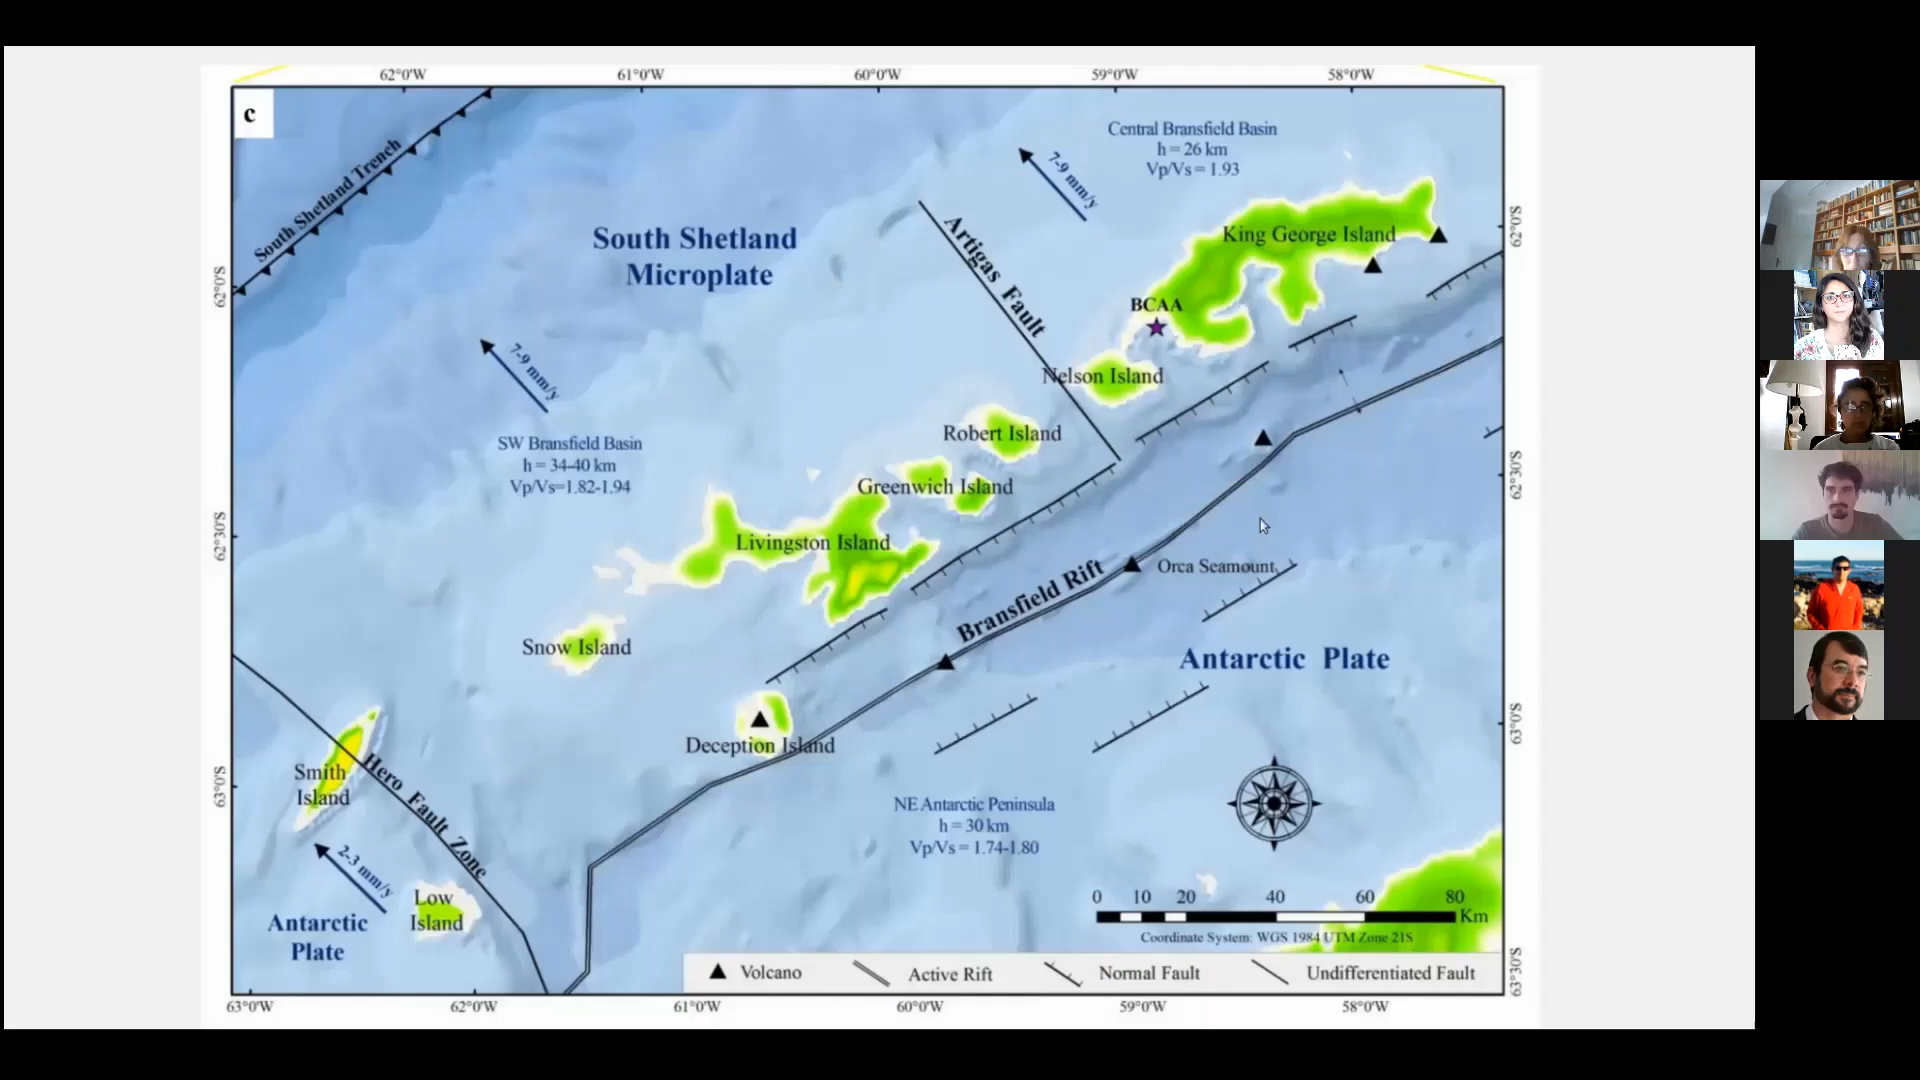 62°0'W 61°0'W 60°0'W 59°0'W 58°0'W
c
Central Bransfield Basin
h = 26 km
Vp/Vs = 1.93
7-9 mm/y
South Shetland Trench
South Shetland
Microplate
Artigas Fault
King George Island
62°0'S
62°0'S
BCAA
7-9 mm/y
Nelson Island
SW Bransfield Basin
h = 34-40 km
Vp/Vs=1.82-1.94
Robert Island
Greenwich Island
62°30'S
62°30'S
Livingston Island
Orca Seamount
Bransfield Rift
Snow Island
Antarctic Plate
Deception Island
63°0'S
63°0'S
Smith
Island
Hero Fault Zone
NE Antarctic Peninsula
h = 30 km
Vp/Vs = 1.74-1.80
2-3 mm/y
Low
Island
Antarctic
Plate
0 10 20 40 60 80
Km
Coordinate System: WGS 1984 UTM Zone 21S
63°30'S
Volcano Active Rift Normal Fault Undifferentiated Fault
63°0'W 62°0'W 61°0'W 60°0'W 59°0'W 58°0'W